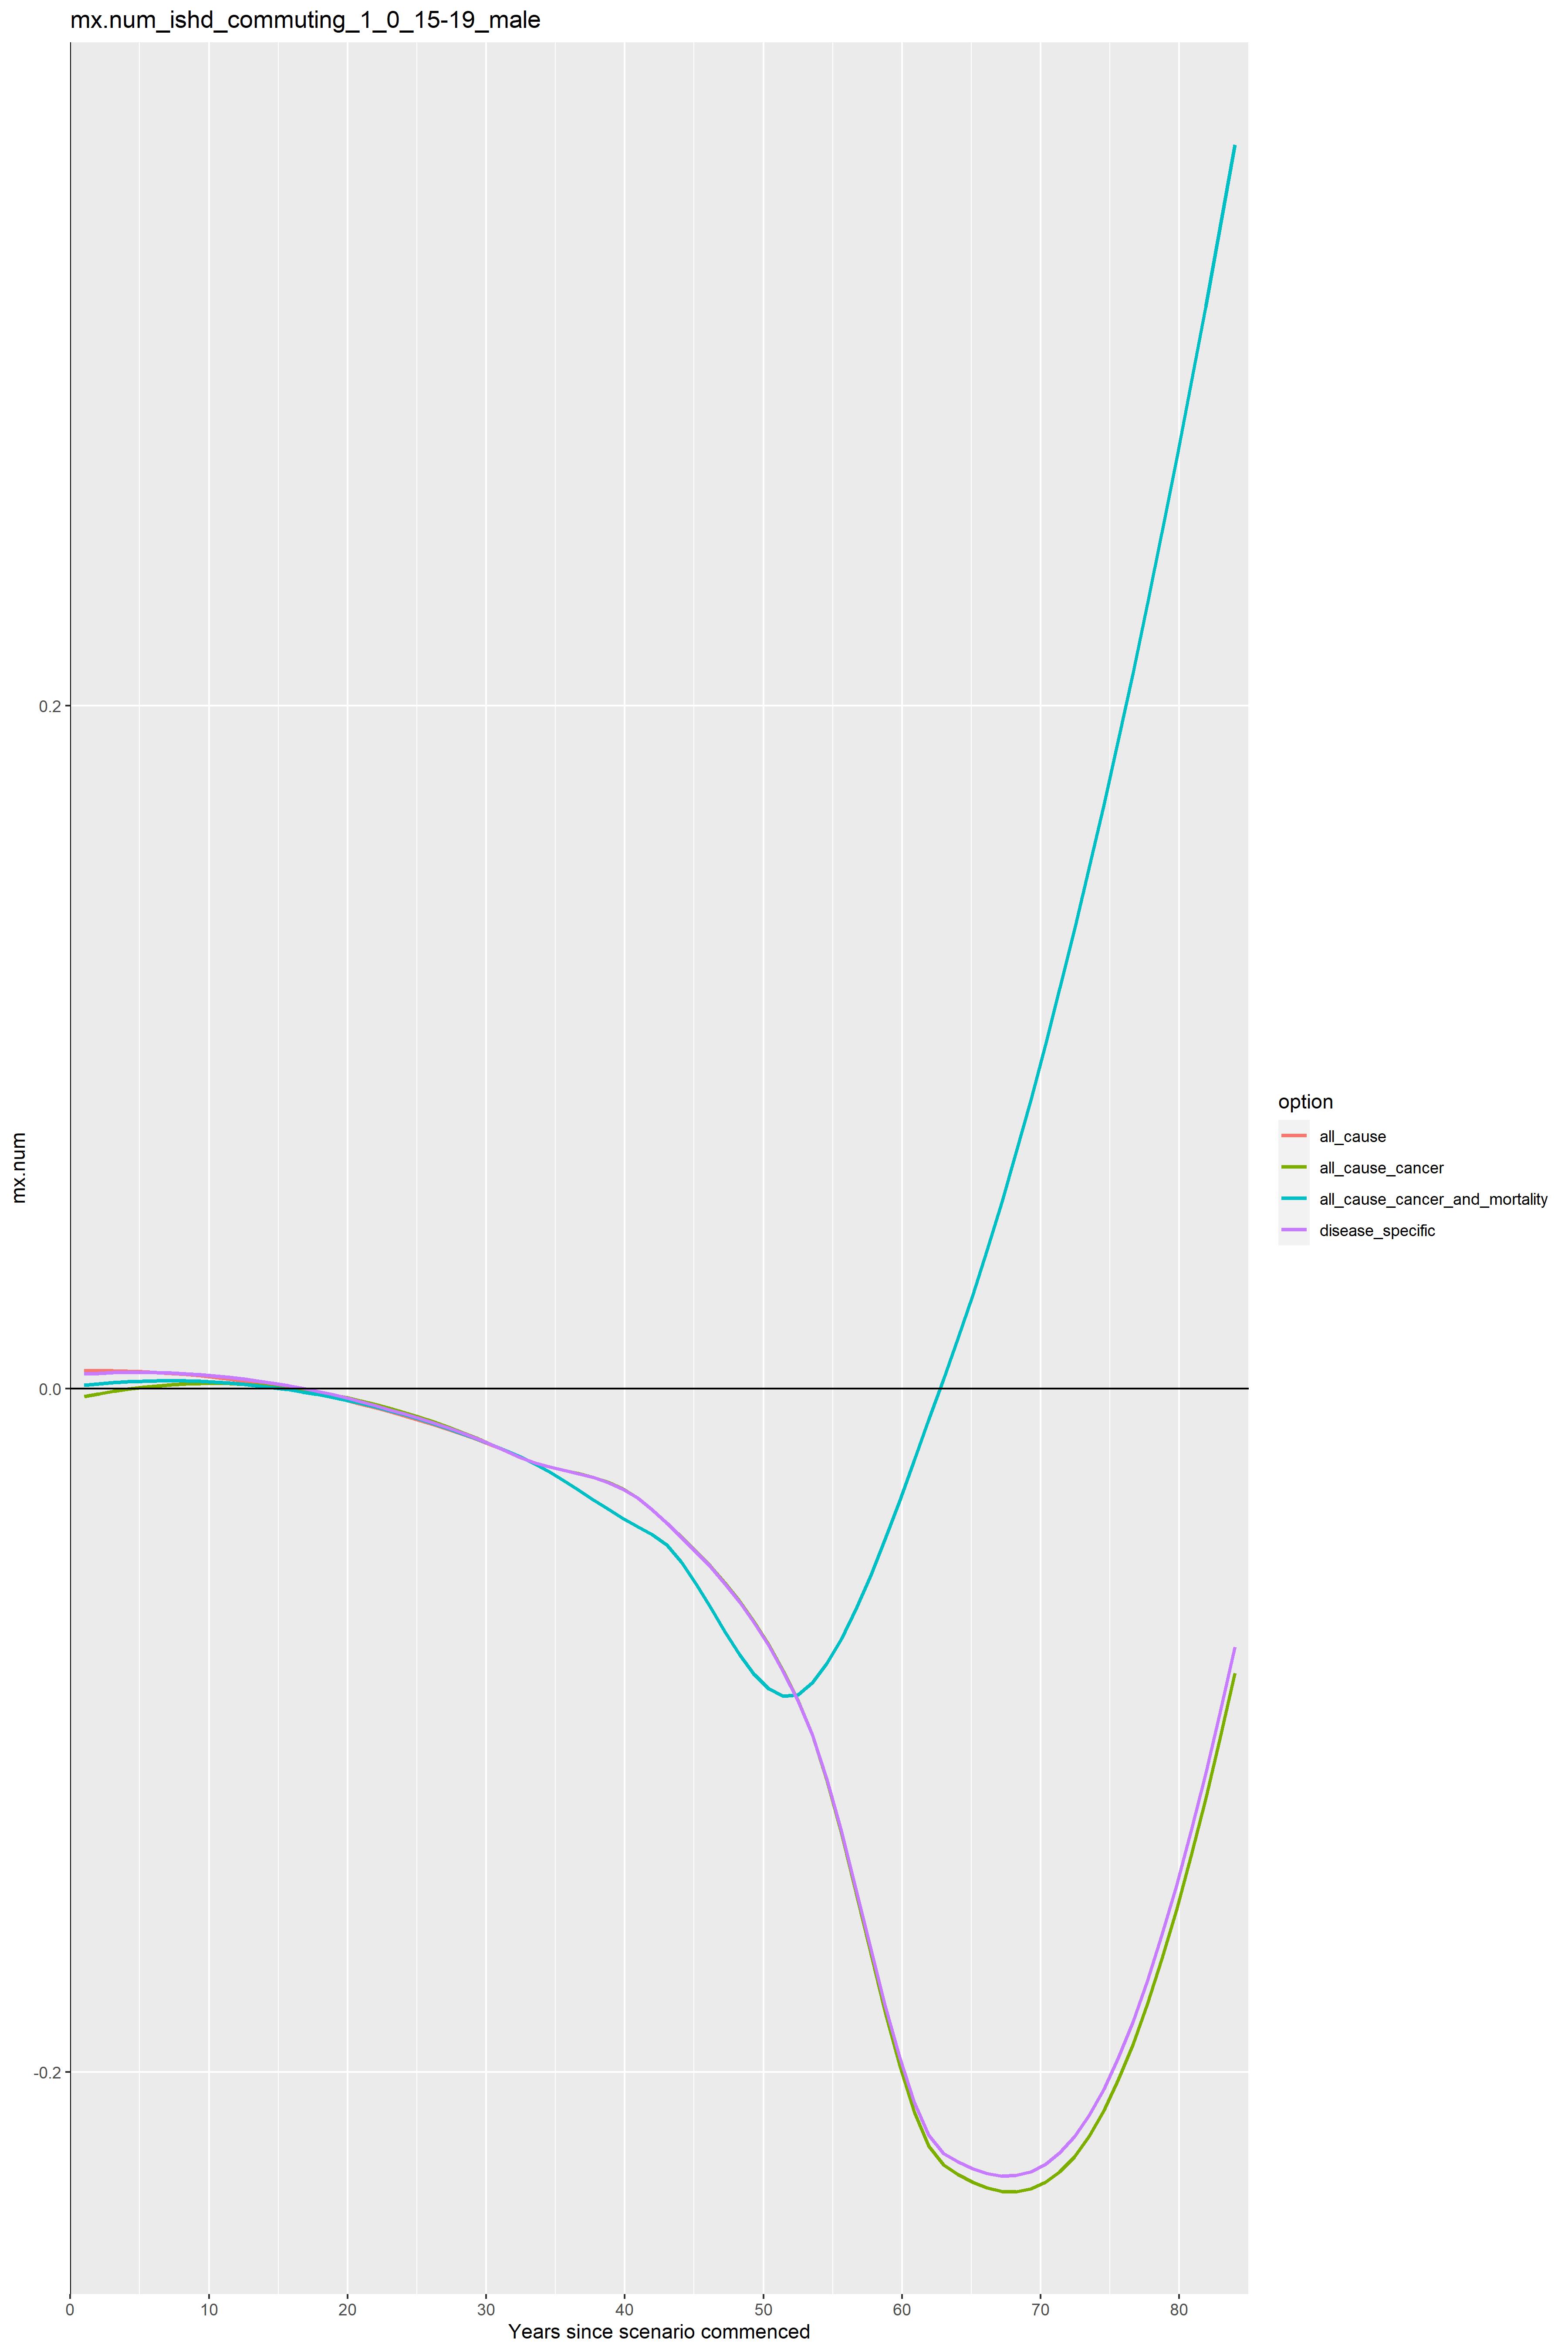 mx.num_ishd_commuting_1_0_15-19_male
mx.num
0.2
0.0
-0.2
0 10 20 30 40 50 60 70 80
Years since scenario commenced
option
all_cause
all_cause_cancer
all_cause_cancer_and_mortality
disease_specific